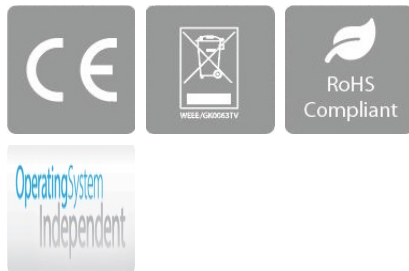 CE
WEEE/GK0063TV
RoHS
Compliant
OperatingSystem
Independent